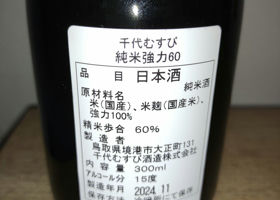 千代むすび
純米強力60
品目 日本酒
純米酒
原材料名
米(国産)、米麹(国産米)、
強力100%
精米歩合 60%
製造者
鳥取県境港市大正町131
千代むすび酒造株式会社
内容量 300ml
アルコール分 15度
製造年月 2024.11
保存方法